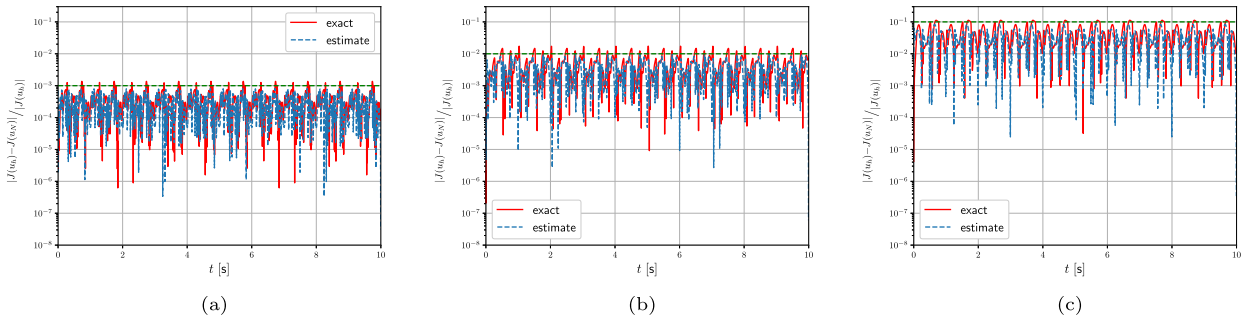 |J(u_h)−J(u_N)|/|J(u_h)|
10⁻¹
10⁻²
10⁻³
10⁻⁴
10⁻⁵
10⁻⁶
10⁻⁷
10⁻⁸
exact
estimate
0 2 4 6 8 10
t [s]
(a)
|J(u_h)−J(u_N)|/|J(u_h)|
10⁻¹
10⁻²
10⁻³
10⁻⁴
10⁻⁵
10⁻⁶
10⁻⁷
10⁻⁸
exact
estimate
0 2 4 6 8 10
t [s]
(b)
|J(u_h)−J(u_N)|/|J(u_h)|
10⁻¹
10⁻²
10⁻³
10⁻⁴
10⁻⁵
10⁻⁶
10⁻⁷
10⁻⁸
exact
estimate
0 2 4 6 8 10
t [s]
(c)